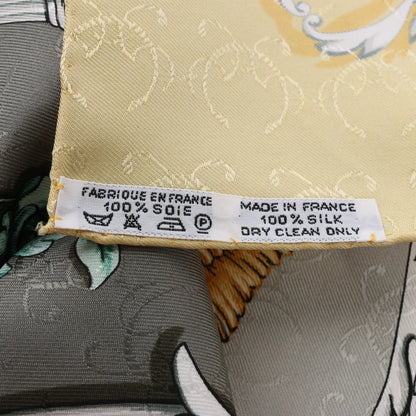 FABRIQUE EN FRANCE
100% SOIE
MADE IN FRANCE
100% SILK
DRY CLEAN ONLY